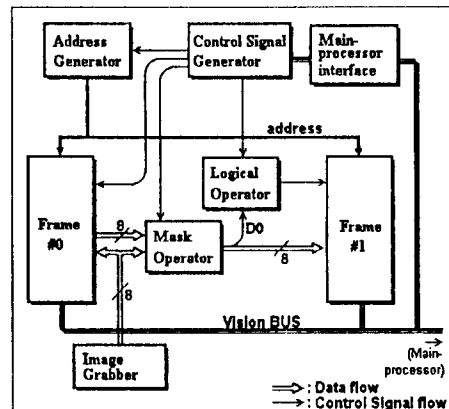 Address
Generator
Control Signal
Generator
Main-
processor
interface
address
Logical
Operator
Frame
#0
8
Mask
Operator
D0
8
Frame
#1
8
Vision BUS
Image
Grabber
(Main-
processor)
: Data flow
: Control Signal flow